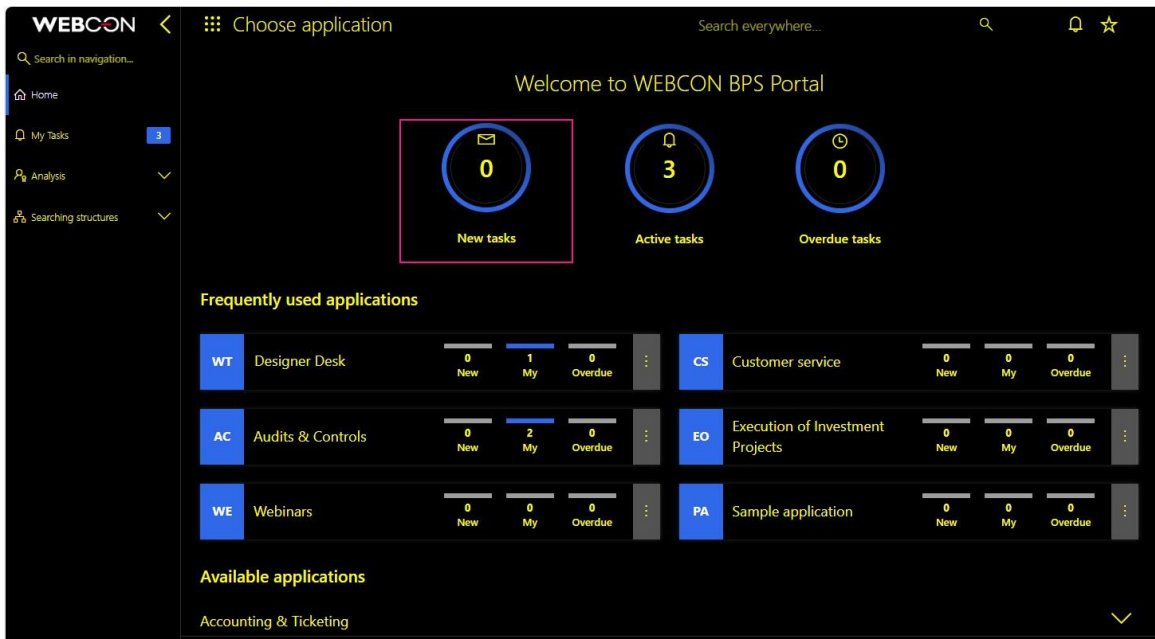 WEBCON
Choose application
Search everywhere...
Search in navigation...
Home
My Tasks 3
Analysis
Searching structures
Welcome to WEBCON BPS Portal
0
New tasks
3
Active tasks
0
Overdue tasks
Frequently used applications
WT Designer Desk
0 1 0
New My Overdue
CS Customer service
0 0 0
New My Overdue
AC Audits & Controls
0 2 0
New My Overdue
EO Execution of Investment
Projects
0 0 0
New My Overdue
WE Webinars
0 0 0
New My Overdue
PA Sample application
0 0 0
New My Overdue
Available applications
Accounting & Ticketing